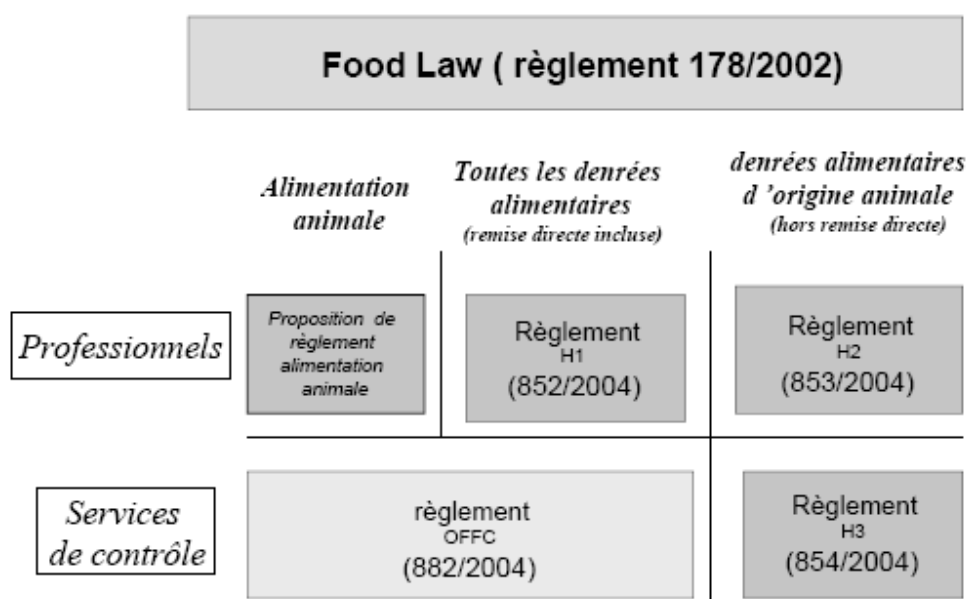 Food Law ( règlement 178/2002)
Alimentation
animale
Toutes les denrées
alimentaires
(remise directe incluse)
denrées alimentaires
d ’origine animale
(hors remise directe)
Professionnels
Proposition de
règlement
alimentation
animale
Règlement
H1
(852/2004)
Règlement
H2
(853/2004)
Services
de contrôle
règlement
OFFC
(882/2004)
Règlement
H3
(854/2004)